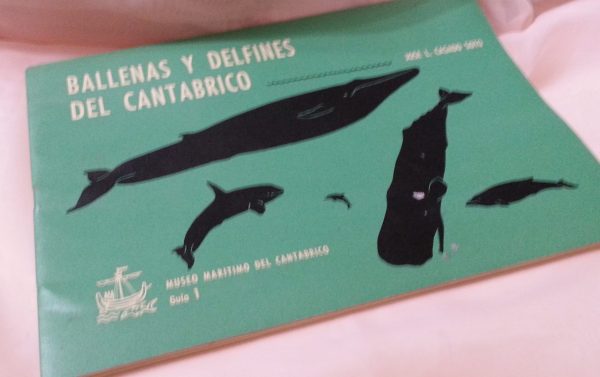 BALLENAS Y DELFINES
DEL CANTABRICO
JOSE L. CASADO SOTO
MUSEO MARITIMO DEL CANTABRICO
Guía 1